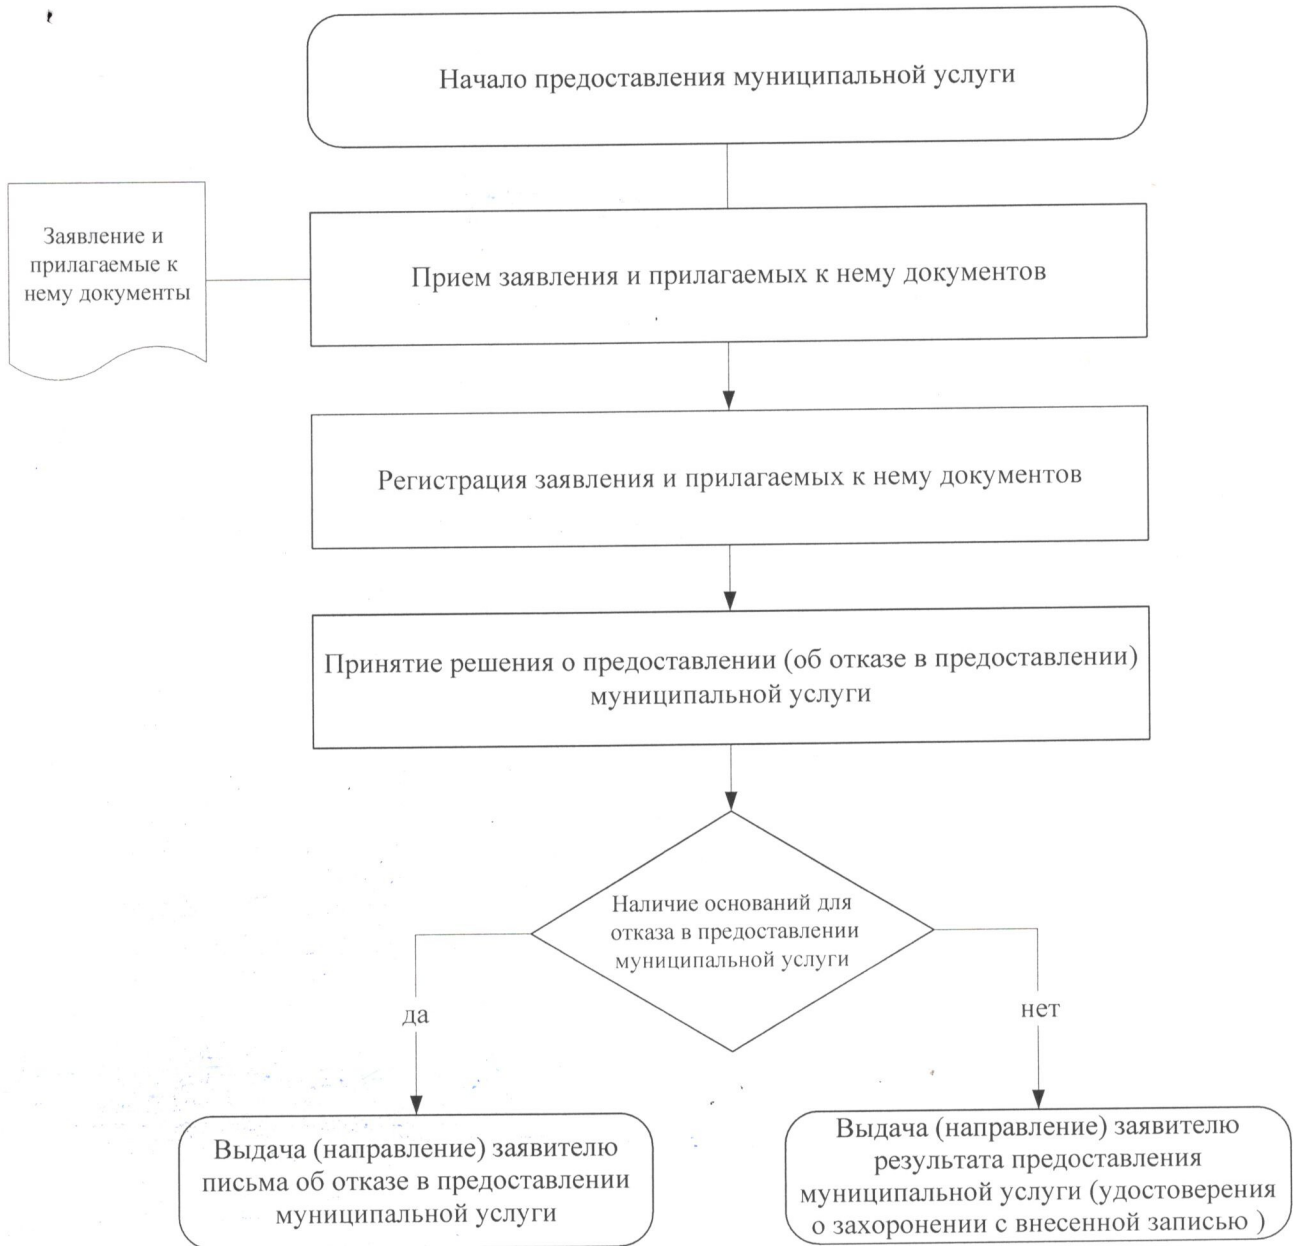 Начало предоставления муниципальной услуги
Заявление и
прилагаемые к
нему документы
Прием заявления и прилагаемых к нему документов
Регистрация заявления и прилагаемых к нему документов
Принятие решения о предоставлении (об отказе в предоставлении)
муниципальной услуги
Наличие оснований для
отказа в предоставлении
муниципальной услуги
да
нет
Выдача (направление) заявителю
письма об отказе в предоставлении
муниципальной услуги
Выдача (направление) заявителю
результата предоставления
муниципальной услуги (удостоверения
о захоронении с внесенной записью )